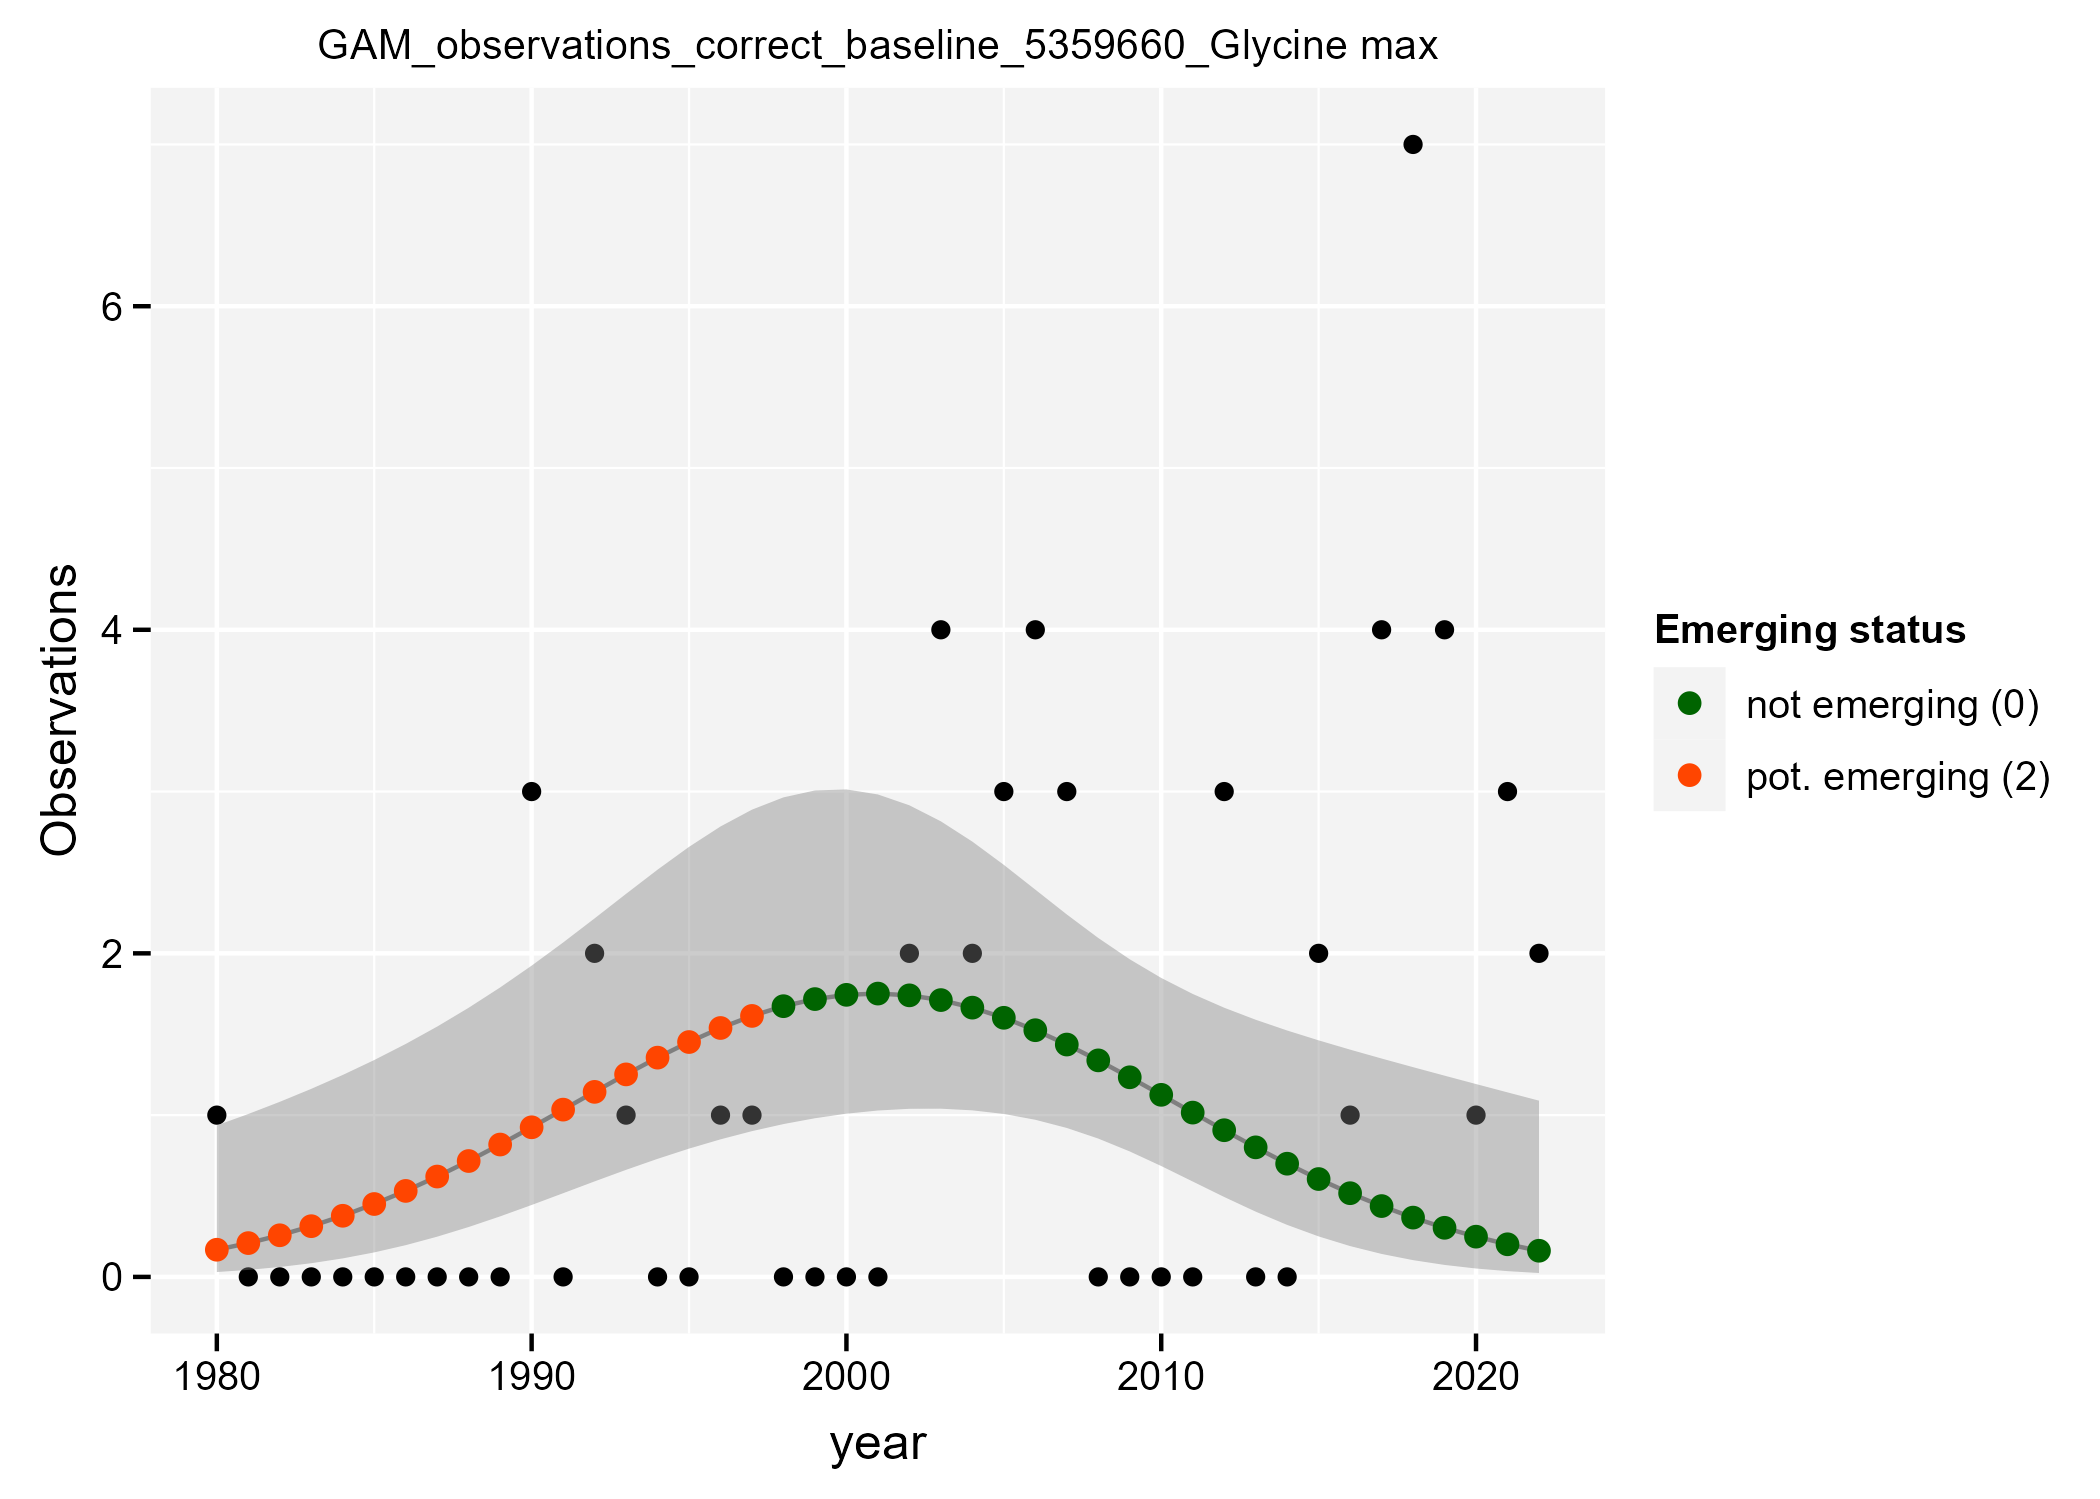 GAM_observations_correct_baseline_5359660_Glycine max
6
4
2
0
Observations
1980 1990 2000 2010 2020
year
Emerging status
not emerging (0)
pot. emerging (2)